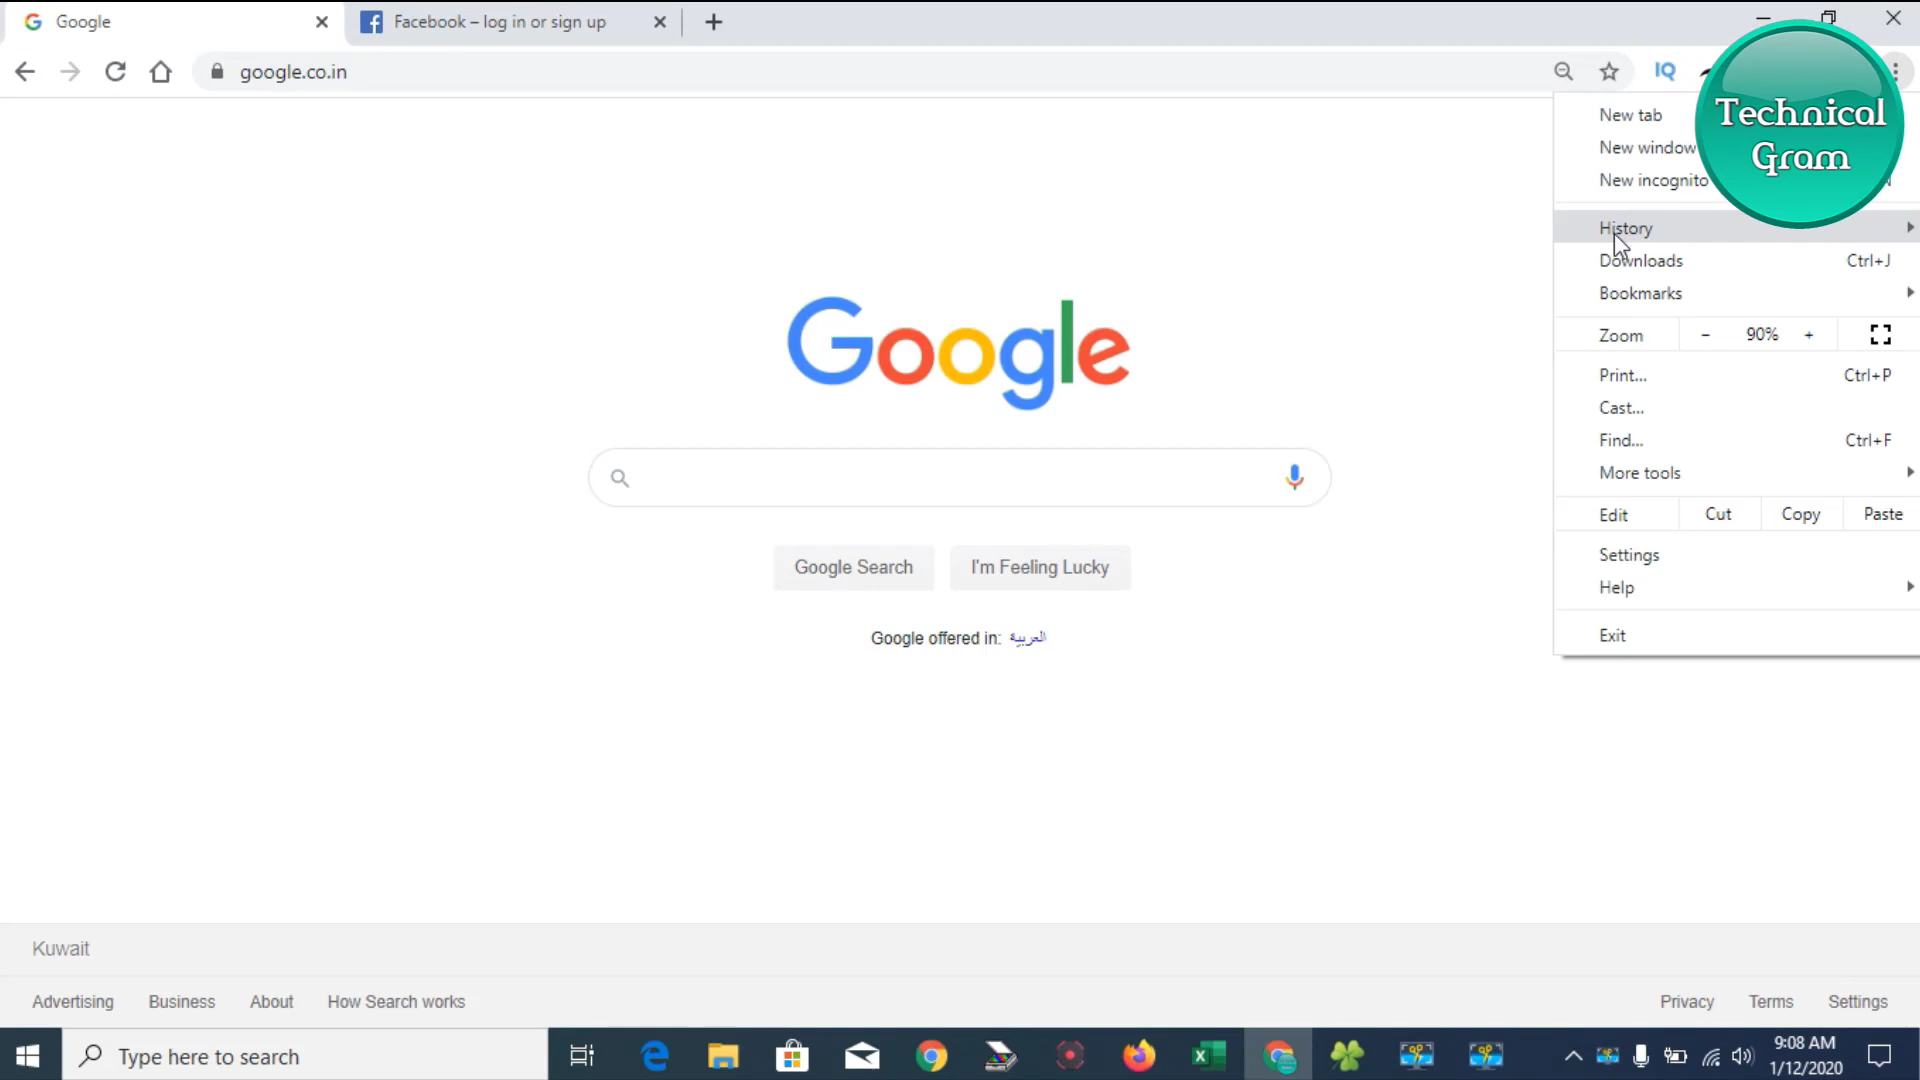 Google
Facebook – log in or sign up
google.co.in
IQ
Technical
Gram
New tab
New window
New incognito
History
Downloads Ctrl+J
Bookmarks
Zoom - 90% +
Print... Ctrl+P
Cast...
Find... Ctrl+F
More tools
Edit Cut Copy Paste
Settings
Help
Exit
Google
Google Search I'm Feeling Lucky
Google offered in: العربية
Kuwait
Advertising Business About How Search works Privacy Terms Settings
Type here to search
9:08 AM
1/12/2020